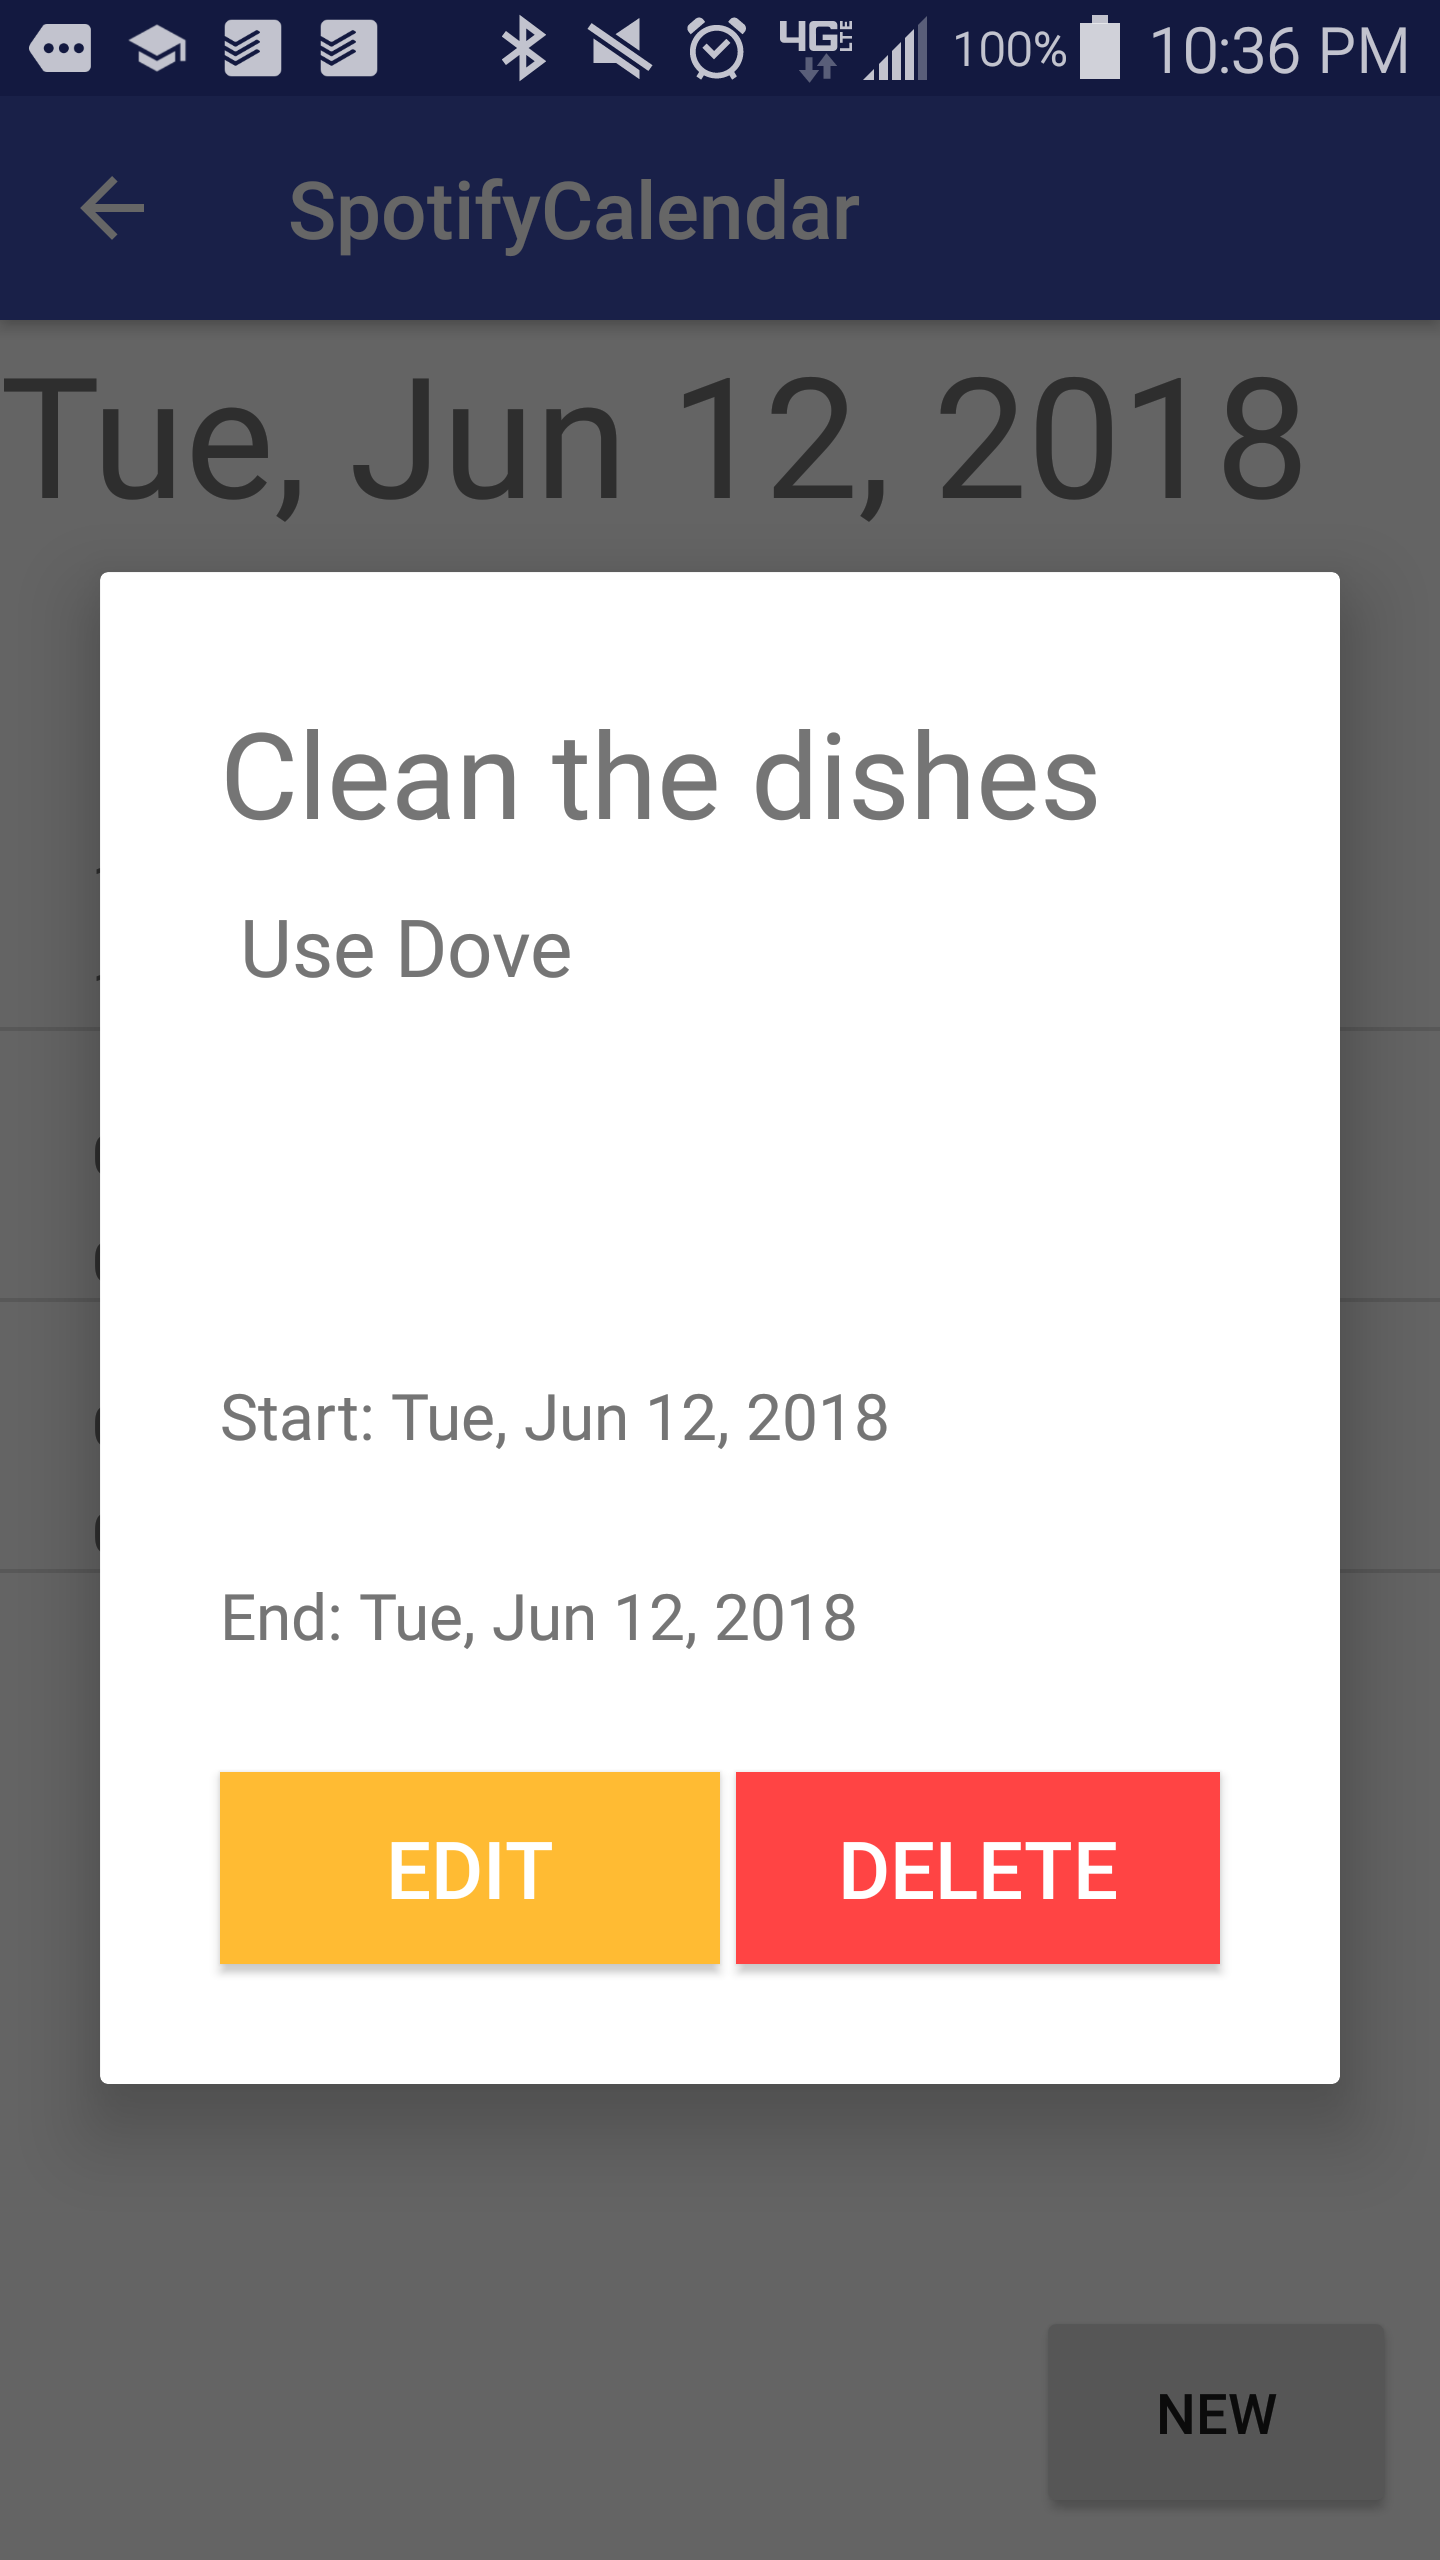 4G LTE 100% 10:36 PM
SpotifyCalendar
Tue, Jun 12, 2018
Clean the dishes
Use Dove
Start: Tue, Jun 12, 2018
End: Tue, Jun 12, 2018
EDIT DELETE
NEW